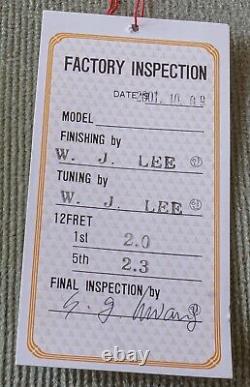 FACTORY INSPECTION
DATE
MODEL
FINISHING by
W. J. LEE
TUNING by
W. J. LEE
12FRET
1st 2.0
5th 2.3
FINAL INSPECTION by